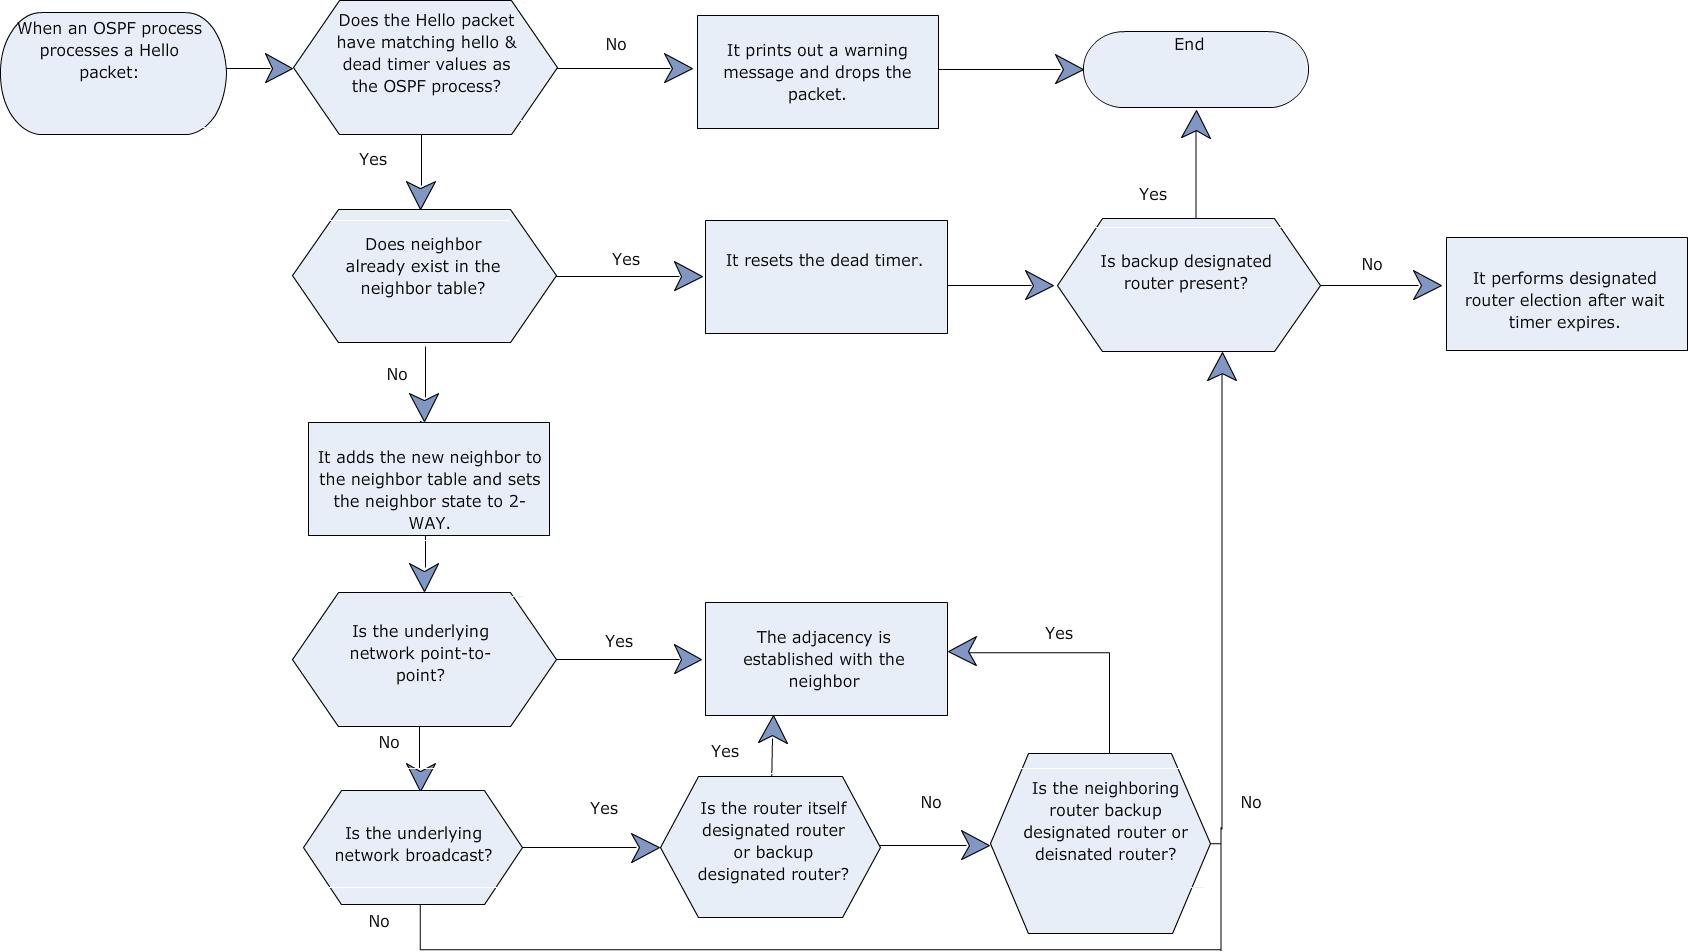 When an OSPF process
processes a Hello
packet:
Does the Hello packet
have matching hello &
dead timer values as
the OSPF process?
No
It prints out a warning
message and drops the
packet.
End
Yes
Does neighbor
already exist in the
neighbor table?
Yes
It resets the dead timer.
Yes
Is backup designated
router present?
No
It performs designated
router election after wait
timer expires.
No
It adds the new neighbor to
the neighbor table and sets
the neighbor state to 2-
WAY.
Is the underlying
network point-to-
point?
Yes
The adjacency is
established with the
neighbor
Yes
No
Is the underlying
network broadcast?
Yes
Yes
Is the router itself
designated router
or backup
designated router?
No
Is the neighboring
router backup
designated router or
deisnated router?
No
No